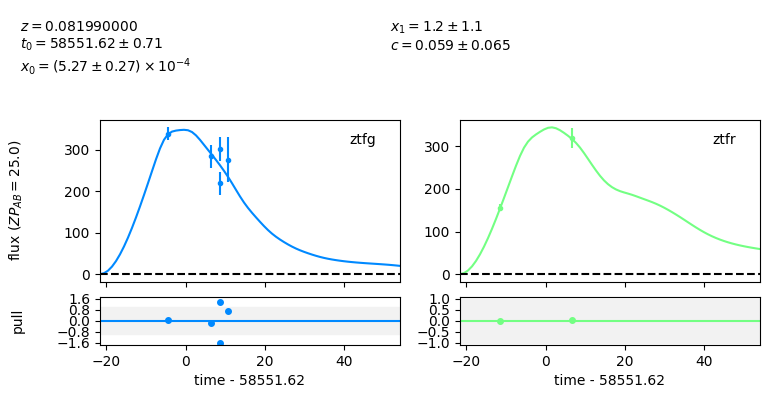 z = 0.081990000
t₀ = 58551.62 ± 0.71
x₀ = (5.27 ± 0.27) × 10⁻⁴
x₁ = 1.2 ± 1.1
c = 0.059 ± 0.065
flux (ZP_AB = 25.0)
300
200
100
0
ztfg
300
200
100
0
ztfr
pull
1.6
0.8
0.0
−0.8
−1.6
1.0
0.5
0.0
−0.5
−1.0
−20 0 20 40
−20 0 20 40
time - 58551.62
time - 58551.62